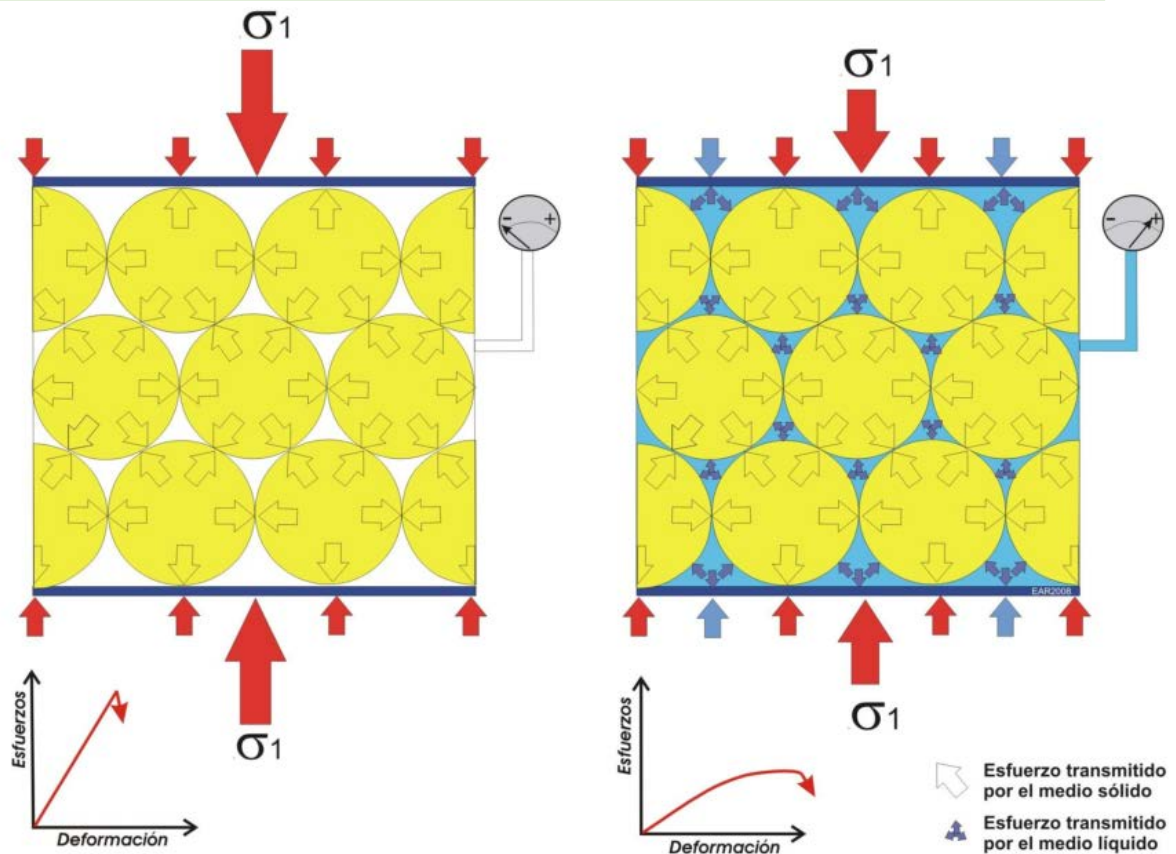 σ1
σ1
- +
- +
EAR2008
σ1
σ1
Esfuerzos
Deformación
Esfuerzos
Deformación
Esfuerzo transmitido
por el medio sólido
Esfuerzo transmitido
por el medio líquido